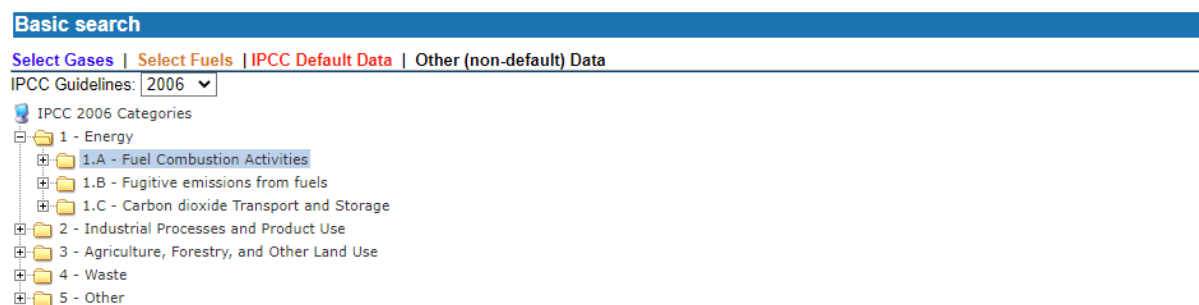 Basic search
Select Gases | Select Fuels | IPCC Default Data | Other (non-default) Data
IPCC Guidelines: 2006
IPCC 2006 Categories
1 - Energy
1.A - Fuel Combustion Activities
1.B - Fugitive emissions from fuels
1.C - Carbon dioxide Transport and Storage
2 - Industrial Processes and Product Use
3 - Agriculture, Forestry, and Other Land Use
4 - Waste
5 - Other